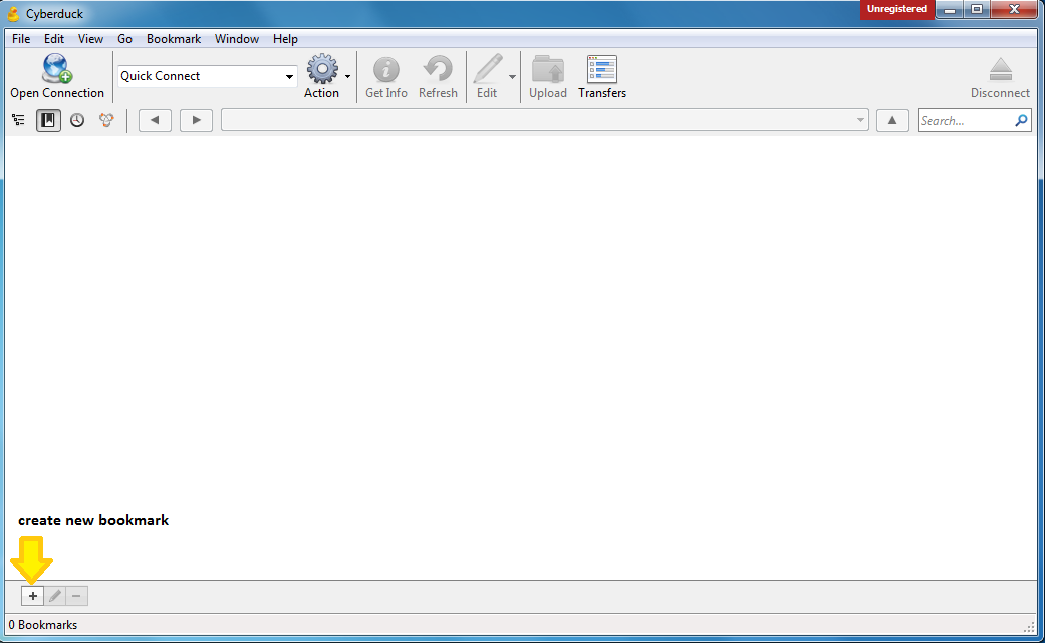 Cyberduck
Unregistered
File Edit View Go Bookmark Window Help
Open Connection
Quick Connect
Action
Get Info
Refresh
Edit
Upload
Transfers
Disconnect
Search...
create new bookmark
0 Bookmarks